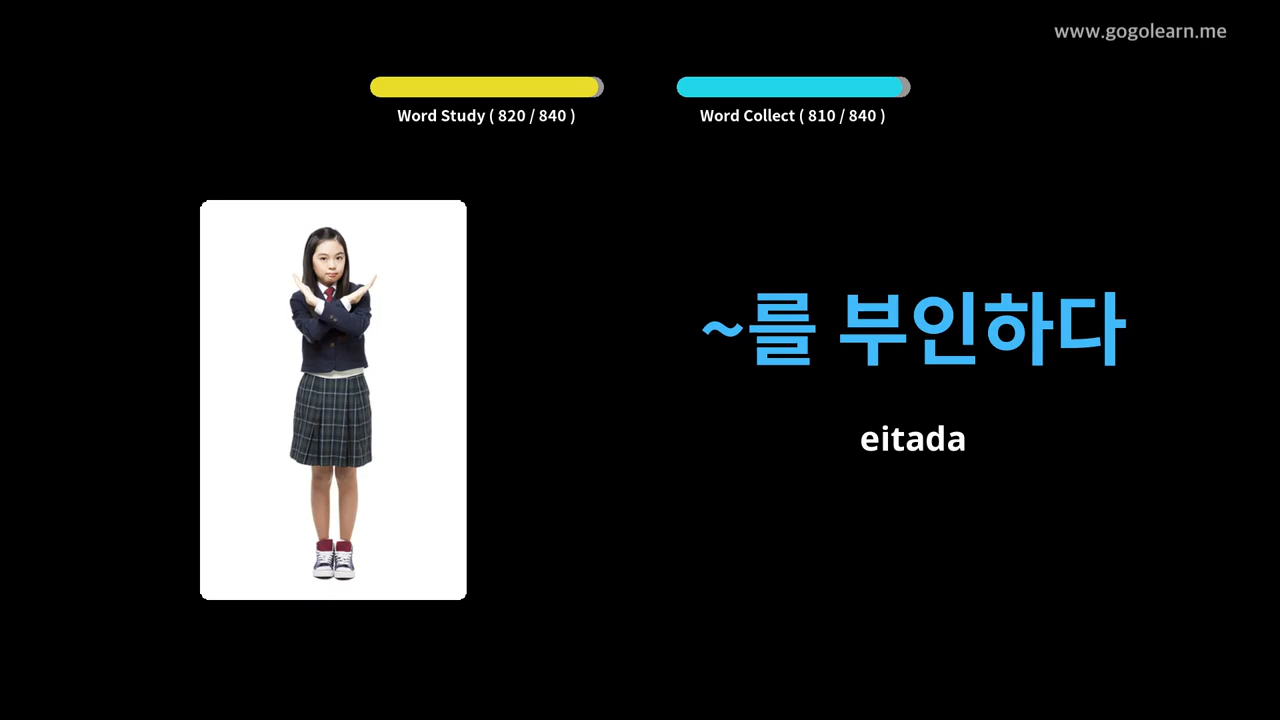 www.gogolearn.me
Word Study ( 820 / 840 )
Word Collect ( 810 / 840 )
~를 부인하다
eitada